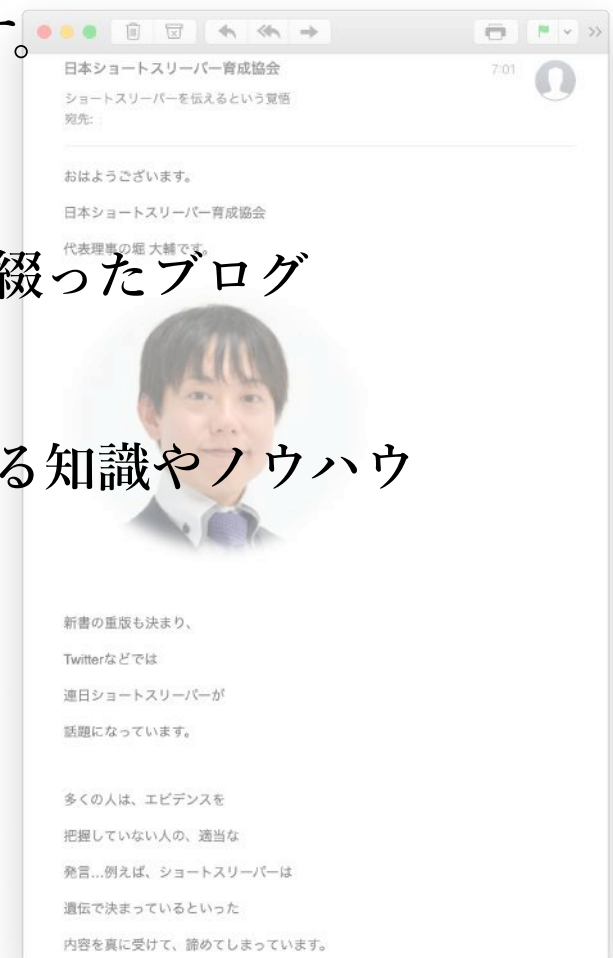 す。
日本ショートスリーパー育成協会
7:01
ショートスリーパーを伝えるという覚悟
宛先:
おはようございます。
日本ショートスリーパー育成協会
代表理事の堀 大輔です。
綴ったブログ
る知識やノウハウ
新書の重版も決まり、
Twitterなどでは
連日ショートスリーパーが
話題になっています。
多くの人は、エビデンスを
把握していない人の、適当な
発言...例えば、ショートスリーパーは
遺伝で決まっているといった
内容を真に受けて、諦めてしまっています。